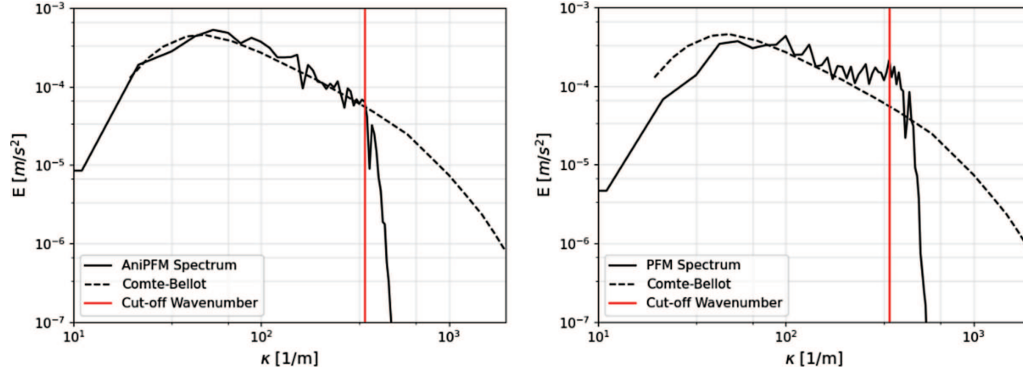 10⁻³
10⁻⁴
10⁻⁵
10⁻⁶
10⁻⁷
E [m/s²]
AniPFM Spectrum
Comte-Bellot
Cut-off Wavenumber
10¹
10²
10³
κ [1/m]
10⁻³
10⁻⁴
10⁻⁵
10⁻⁶
10⁻⁷
E [m/s²]
PFM Spectrum
Comte-Bellot
Cut-off Wavenumber
10¹
10²
10³
κ [1/m]